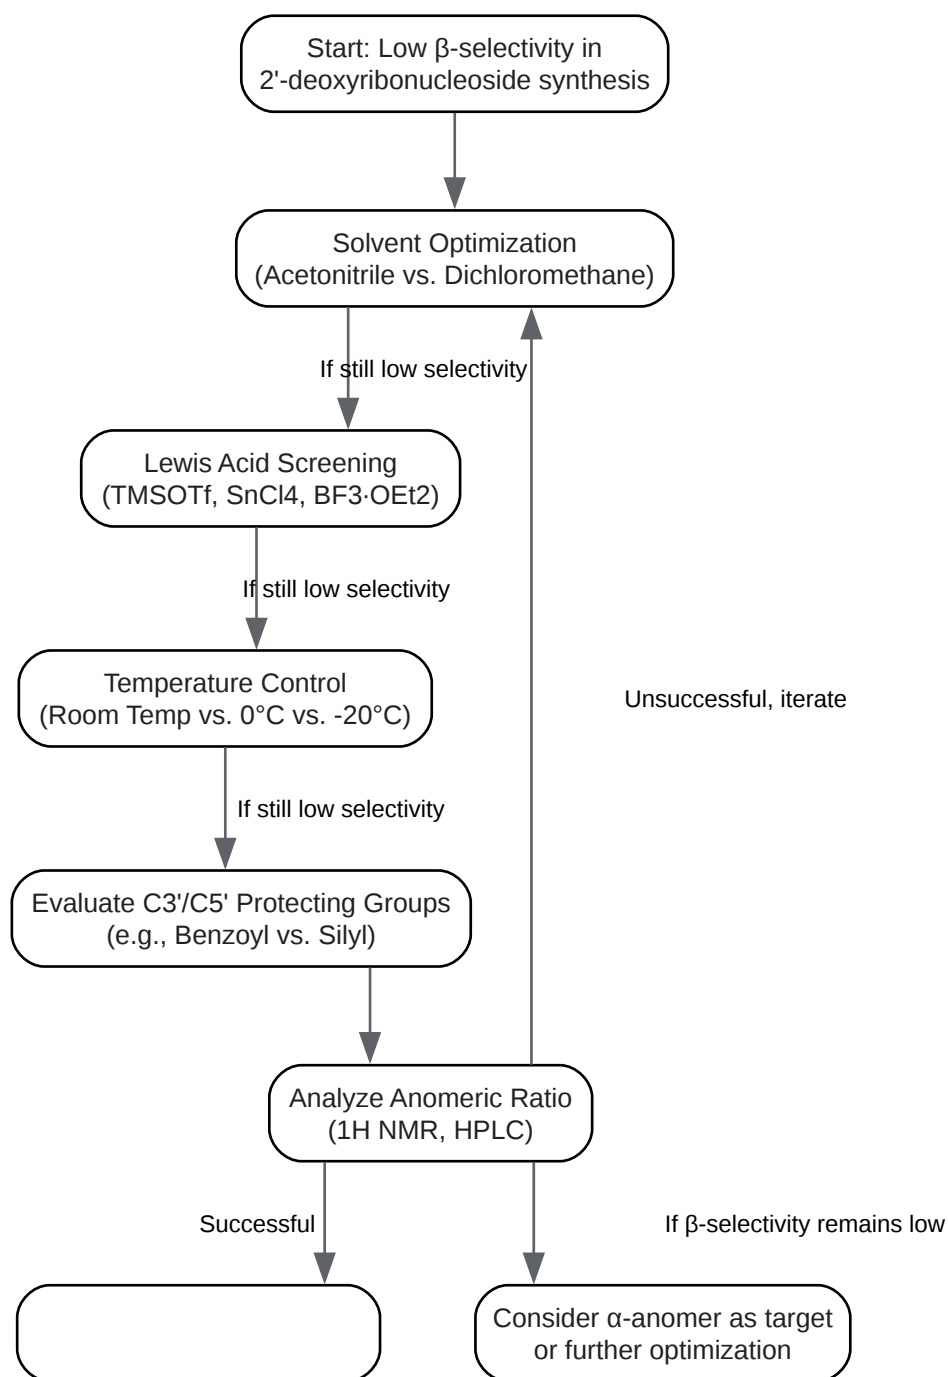 Start: Low β-selectivity in
2'-deoxyribonucleoside synthesis
Solvent Optimization
(Acetonitrile vs. Dichloromethane)
If still low selectivity
Lewis Acid Screening
(TMSOTf, SnCl4, BF3·OEt2)
If still low selectivity
Temperature Control
(Room Temp vs. 0°C vs. -20°C)
Unsuccessful, iterate
If still low selectivity
Evaluate C3'/C5' Protecting Groups
(e.g., Benzoyl vs. Silyl)
Analyze Anomeric Ratio
(1H NMR, HPLC)
Successful
If β-selectivity remains low
Consider α-anomer as target
or further optimization